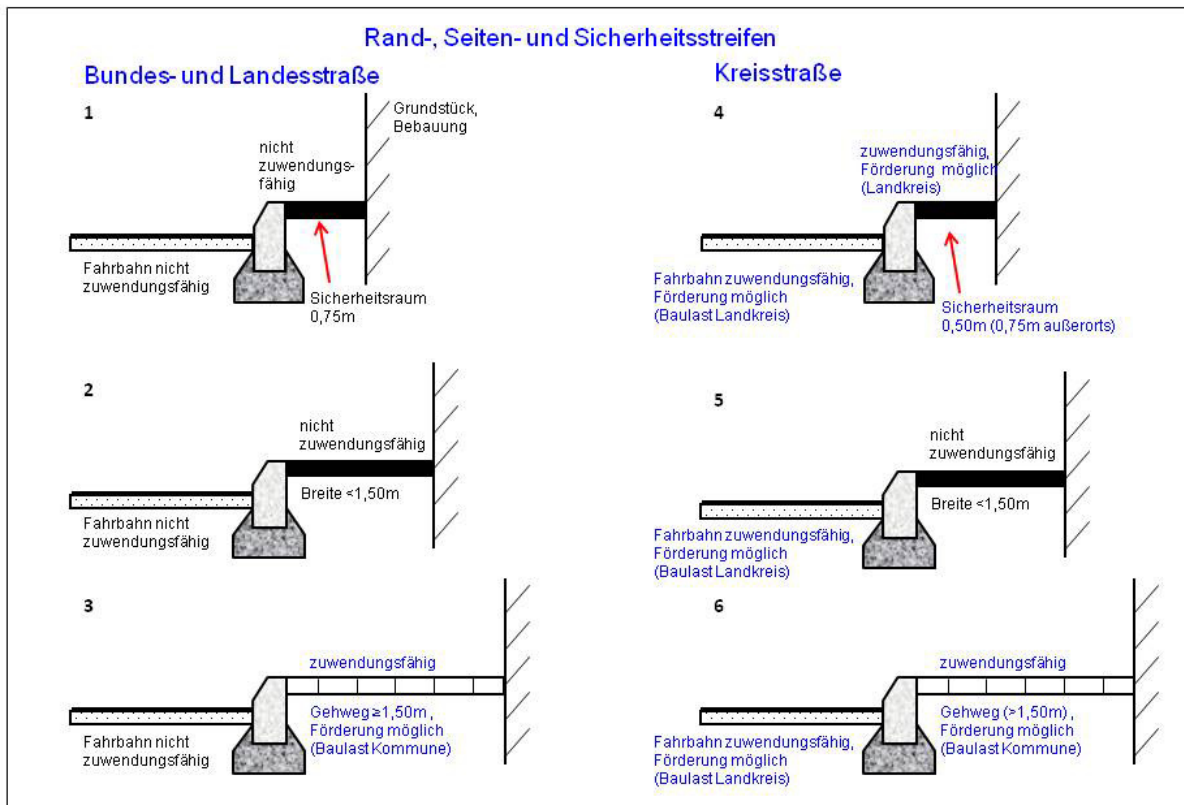 Rand-, Seiten- und Sicherheitsstreifen
Bundes- und Landesstraße
1
Grundstück,
Bebauung
nicht
zuwendungs-
fähig
Fahrbahn nicht
zuwendungsfähig
Sicherheitsraum
0,75m
2
nicht
zuwendungsfähig
Breite <1,50m
Fahrbahn nicht
zuwendungsfähig
3
zuwendungsfähig
Gehweg ≥1,50m ,
Förderung möglich
(Baulast Kommune)
Fahrbahn nicht
zuwendungsfähig
Kreisstraße
4
zuwendungsfähig,
Förderung möglich
(Landkreis)
Fahrbahn zuwendungsfähig,
Förderung möglich
(Baulast Landkreis)
Sicherheitsraum
0,50m (0,75m außerorts)
5
nicht
zuwendungsfähig
Breite <1,50m
Fahrbahn zuwendungsfähig,
Förderung möglich
(Baulast Landkreis)
6
zuwendungsfähig
Gehweg (>1,50m) ,
Förderung möglich
(Baulast Kommune)
Fahrbahn zuwendungsfähig,
Förderung möglich
(Baulast Landkreis)